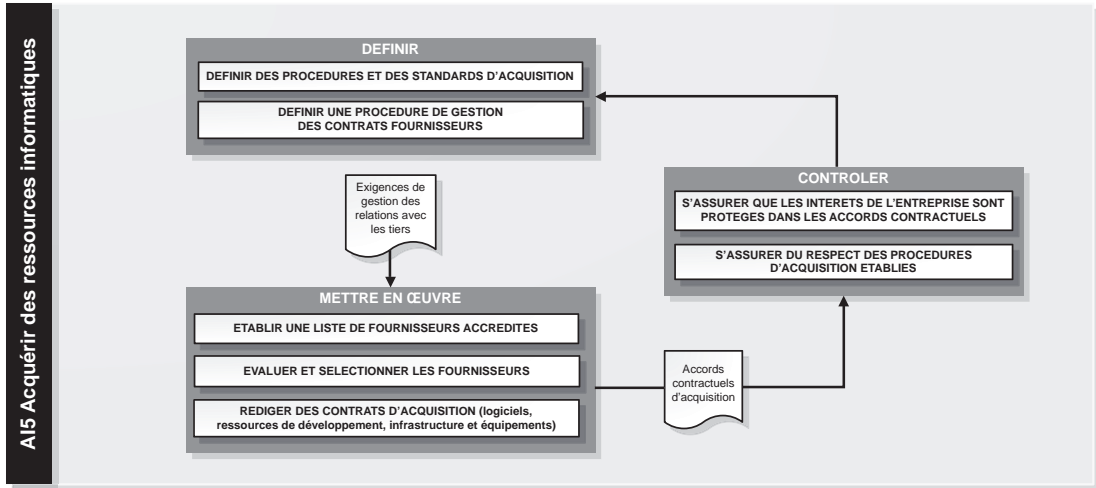 AI5 Acquérir des ressources informatiques
DEFINIR
DEFINIR DES PROCEDURES ET DES STANDARDS D'ACQUISITION
DEFINIR UNE PROCEDURE DE GESTION
DES CONTRATS FOURNISSEURS
Exigences de
gestion des
relations avec
les tiers
METTRE EN ŒUVRE
ETABLIR UNE LISTE DE FOURNISSEURS ACCREDITES
EVALUER ET SELECTIONNER LES FOURNISSEURS
REDIGER DES CONTRATS D'ACQUISITION (logiciels,
ressources de développement, infrastructure et équipements)
Accords
contractuels
d'acquisition
CONTROLER
S'ASSURER QUE LES INTERETS DE L'ENTREPRISE SONT
PROTEGES DANS LES ACCORDS CONTRACTUELS
S'ASSURER DU RESPECT DES PROCEDURES
D'ACQUISITION ETABLIES